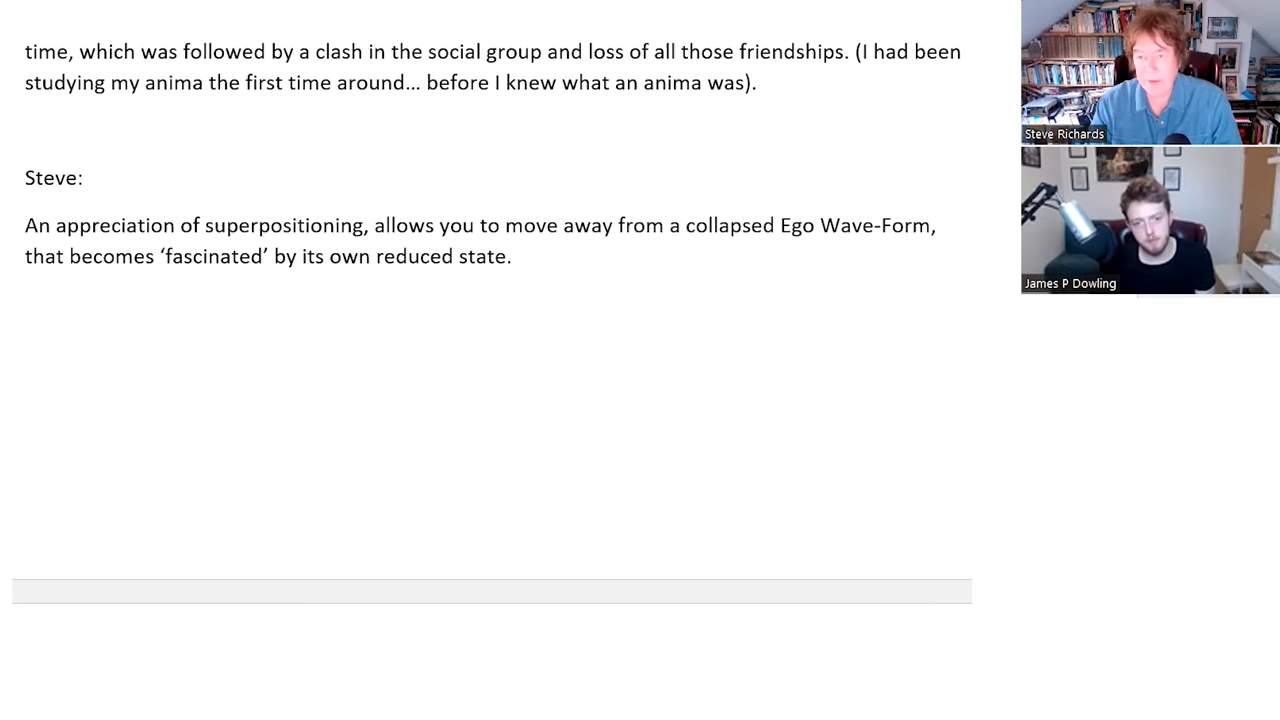 time, which was followed by a clash in the social group and loss of all those friendships. (I had been
studying my anima the first time around… before I knew what an anima was).
Steve:
An appreciation of superpositioning, allows you to move away from a collapsed Ego Wave-Form,
that becomes ‘fascinated’ by its own reduced state.
Steve Richards
James P Dowling